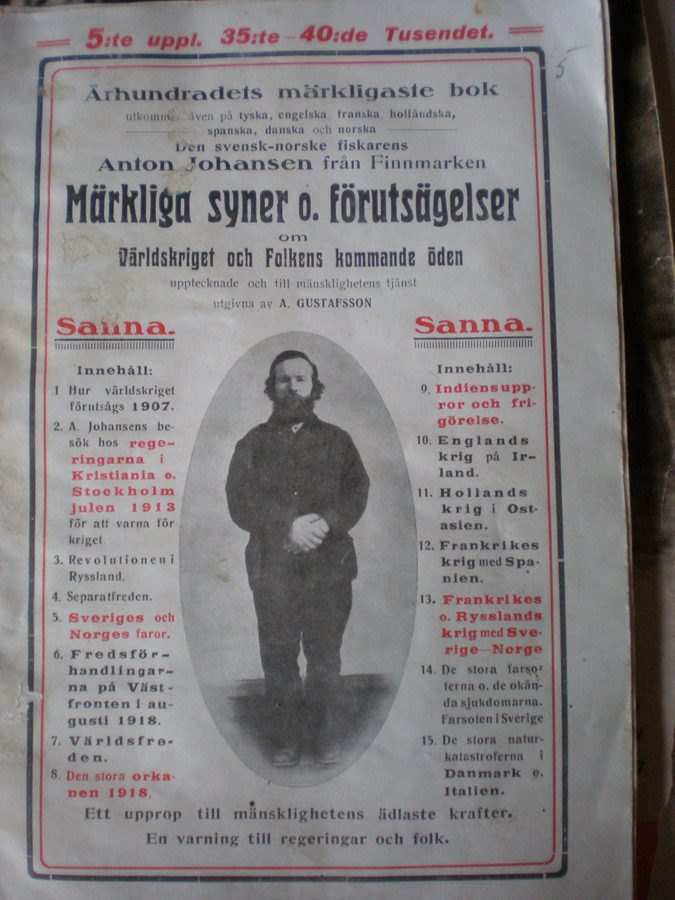 5:te uppl. 35:te–40:de Tusendet.
5
Århundradets märkligaste bok
utkommen även på tyska, engelska, franska, holländska,
spanska, danska och norska
Den svensk-norske fiskarens
Anton Johansen från Finnmarken
Märkliga syner o. förutsägelser
om
Världskriget och Folkens kommande öden
upptecknade och till mänsklighetens tjänst
utgivna av A. GUSTAFSSON
Sanna.
Innehåll:
1 Hur världskriget
förutsågs 1907.
2. A. Johansens be-
sök hos rege-
ringarna i
Kristiania o.
Stockholm
julen 1913
för att varna för
kriget.
3. Revolutionen i
Ryssland.
4. Separatfreden.
5. Sveriges och
Norges faror.
6. Fredsför-
handlingar-
na på Väst-
fronten i au-
gusti 1918.
7. Världsfre-
den.
8. Den stora orka-
nen 1918.
Sanna.
Innehåll:
9. Indiensupp-
ror och fri-
görelse.
10. Englands
krig på Ir-
land.
11. Hollands
krig i Ost-
asien.
12. Frankrikes
krig med Spa-
nien.
13. Frankrikes
o. Rysslands
krig med Sve-
rige—Norge
14. De stora farso-
terna o. de okän-
da sjukdomarna.
Farsoten i Sverige
15. De stora natur-
katastroferna i
Danmark o.
Italien.
Ett upprop till mänsklighetens ädlaste krafter.
En varning till regeringar och folk.